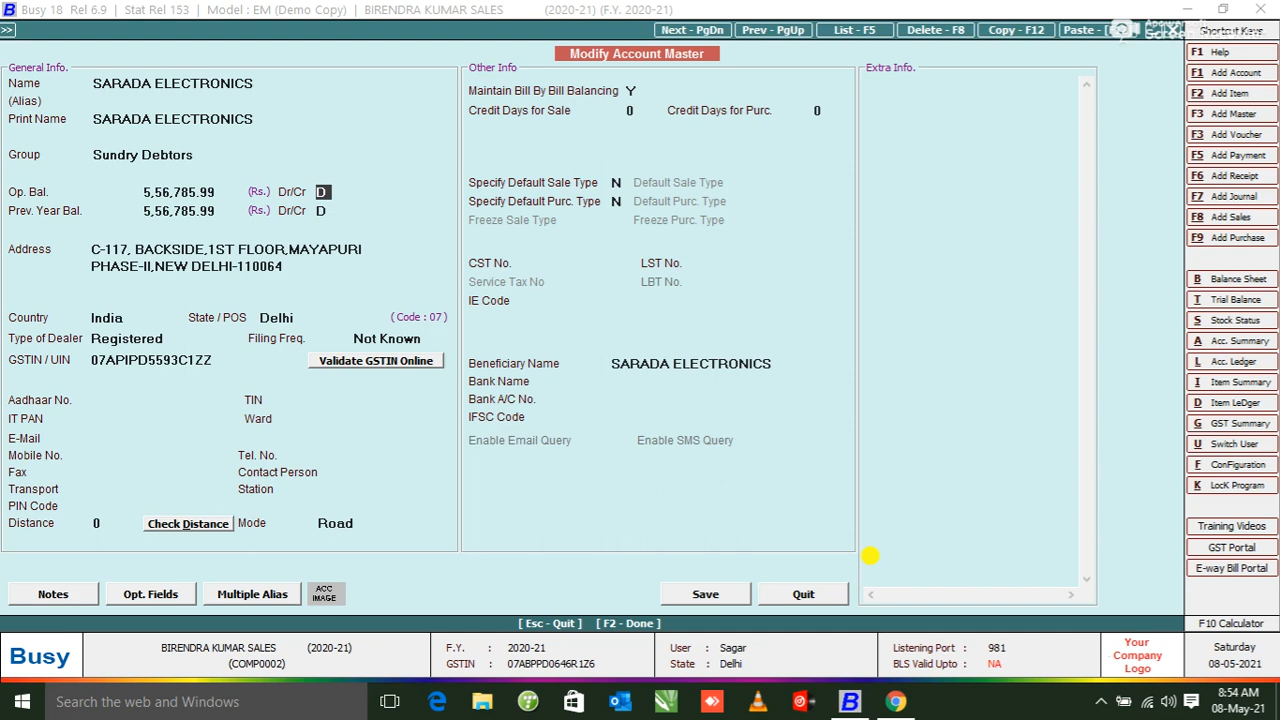 Busy 18 Rel 6.9 | Stat Rel 153 | Model : EM (Demo Copy) | BIRENDRA KUMAR SALES (2020-21) (F.Y. 2020-21)
>> Next - PgDn Prev - PgUp List - F5 Delete - F8 Copy - F12 Paste -
Modify Account Master
General Info.
Name SARADA ELECTRONICS
(Alias)
Print Name SARADA ELECTRONICS
Group Sundry Debtors
Op. Bal. 5,56,785.99 (Rs.) Dr/Cr D
Prev. Year Bal. 5,56,785.99 (Rs.) Dr/Cr D
Address C-117, BACKSIDE,1ST FLOOR,MAYAPURI
PHASE-II,NEW DELHI-110064
Country India State / POS Delhi (Code : 07)
Type of Dealer Registered Filing Freq. Not Known
GSTIN / UIN 07APIPD5593C1ZZ Validate GSTIN Online
Aadhaar No. TIN
IT PAN Ward
E-Mail
Mobile No. Tel. No.
Fax Contact Person
Transport Station
PIN Code
Distance 0 Check Distance Mode Road
Notes Opt. Fields Multiple Alias ACC IMAGE
Other Info
Maintain Bill By Bill Balancing Y
Credit Days for Sale 0 Credit Days for Purc. 0
Specify Default Sale Type N Default Sale Type
Specify Default Purc. Type N Default Purc. Type
Freeze Sale Type Freeze Purc. Type
CST No. LST No.
Service Tax No LBT No.
IE Code
Beneficiary Name SARADA ELECTRONICS
Bank Name
Bank A/C No.
IFSC Code
Enable Email Query Enable SMS Query
Save Quit
Extra Info.
Shortcut Keys
F1 Help
F1 Add Account
F2 Add Item
F3 Add Master
F3 Add Voucher
F5 Add Payment
F6 Add Receipt
F7 Add Journal
F8 Add Sales
F9 Add Purchase
B Balance Sheet
T Trial Balance
S Stock Status
A Acc. Summary
L Acc. Ledger
I Item Summary
D Item LeDger
G GST Summary
U Switch User
F ConFiguration
K LocK Program
Training Videos
GST Portal
E-way Bill Portal
[ Esc - Quit ] [ F2 - Done ] F10 Calculator
Busy
BIRENDRA KUMAR SALES (2020-21)
(COMP0002)
F.Y. : 2020-21
GSTIN : 07ABPPD0646R1Z6
User : Sagar
State : Delhi
Listening Port : 981
BLS Valid Upto : NA
Your
Company
Logo
Saturday
08-05-2021
Search the web and Windows
8:54 AM
08-May-21